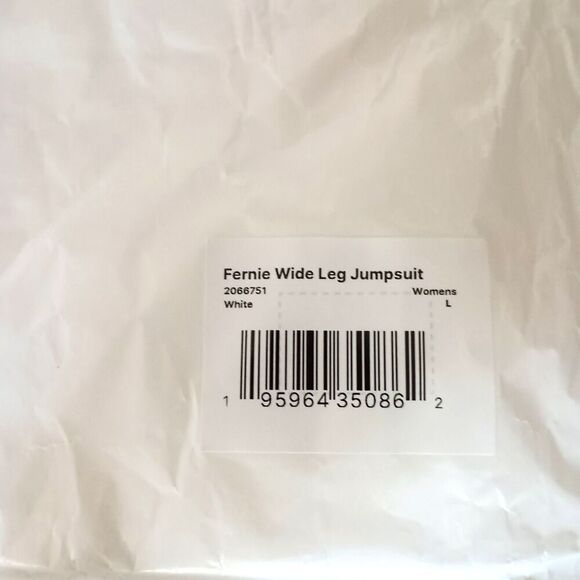 Fernie Wide Leg Jumpsuit
2066751 Womens
White L
1 95964 35086 2